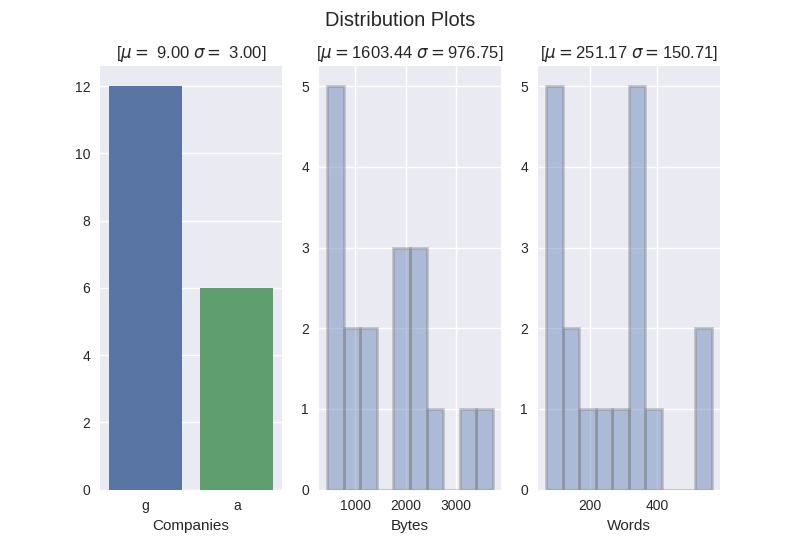 Distribution Plots
[μ = 9.00 σ = 3.00]
[μ = 1603.44 σ = 976.75]
[μ = 251.17 σ = 150.71]
12
10
8
6
4
2
0
g
a
Companies
5
4
3
2
1
0
1000
2000
3000
Bytes
5
4
3
2
1
0
200
400
Words